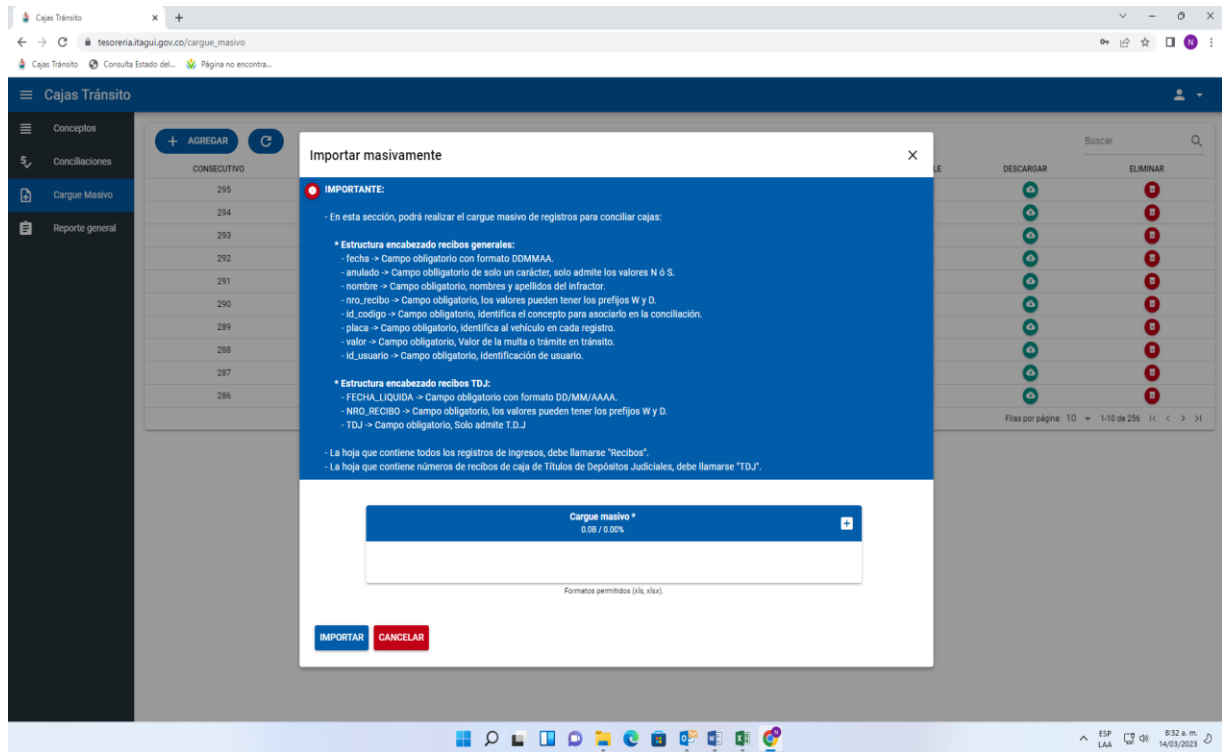 Cajas Tránsito
tesoreria.itagui.gov.co/cargue_masivo
N
Cajas Tránsito Consulta Estado del... Página no encontra...
Cajas Tránsito
Conceptos
Conciliaciones
Cargue Masivo
Reporte general
AGREGAR
Buscar
CONSECUTIVO LE DESCARGAR ELIMINAR
295
294
293
292
291
290
289
288
287
286
Filas por página: 10 1-10 de 256
Importar masivamente
IMPORTANTE:
- En esta sección, podrá realizar el cargue masivo de registros para conciliar cajas:
* Estructura encabezado recibos generales:
- fecha -> Campo obligatorio con formato DDMMAA.
- anulado -> Campo oblligatorio de solo un carácter, solo admite los valores N ó S.
- nombre -> Campo obligatorio, nombres y apellidos del infractor.
- nro_recibo -> Campo obligatorio, los valores pueden tener los prefijos W y D.
- id_codigo -> Campo obligatorio, identifica el concepto para asociarlo en la conciliación.
- placa -> Campo obligatorio, identifica al vehículo en cada registro.
- valor -> Campo obligatorio, Valor de la multa o trámite en tránsito.
- id_usuario -> Campo obligatorio, identificación de usuario.
* Estructura encabezado recibos TDJ:
- FECHA_LIQUIDA -> Campo obligatorio con formato DD/MM/AAAA.
- NRO_RECIBO -> Campo obligatorio, los valores pueden tener los prefijos W y D.
- TDJ -> Campo obligatorio, Solo admite T.D.J
- La hoja que contiene todos los registros de ingresos, debe llamarse "Recibos".
- La hoja que contiene números de recibos de caja de Títulos de Depósitos Judiciales, debe llamarse "TDJ".
Cargue masivo *
0.0B / 0.00%
Formatos permitidos (xls, xlsx).
IMPORTAR CANCELAR
ESP
LAA
8:32 a. m.
14/03/2023